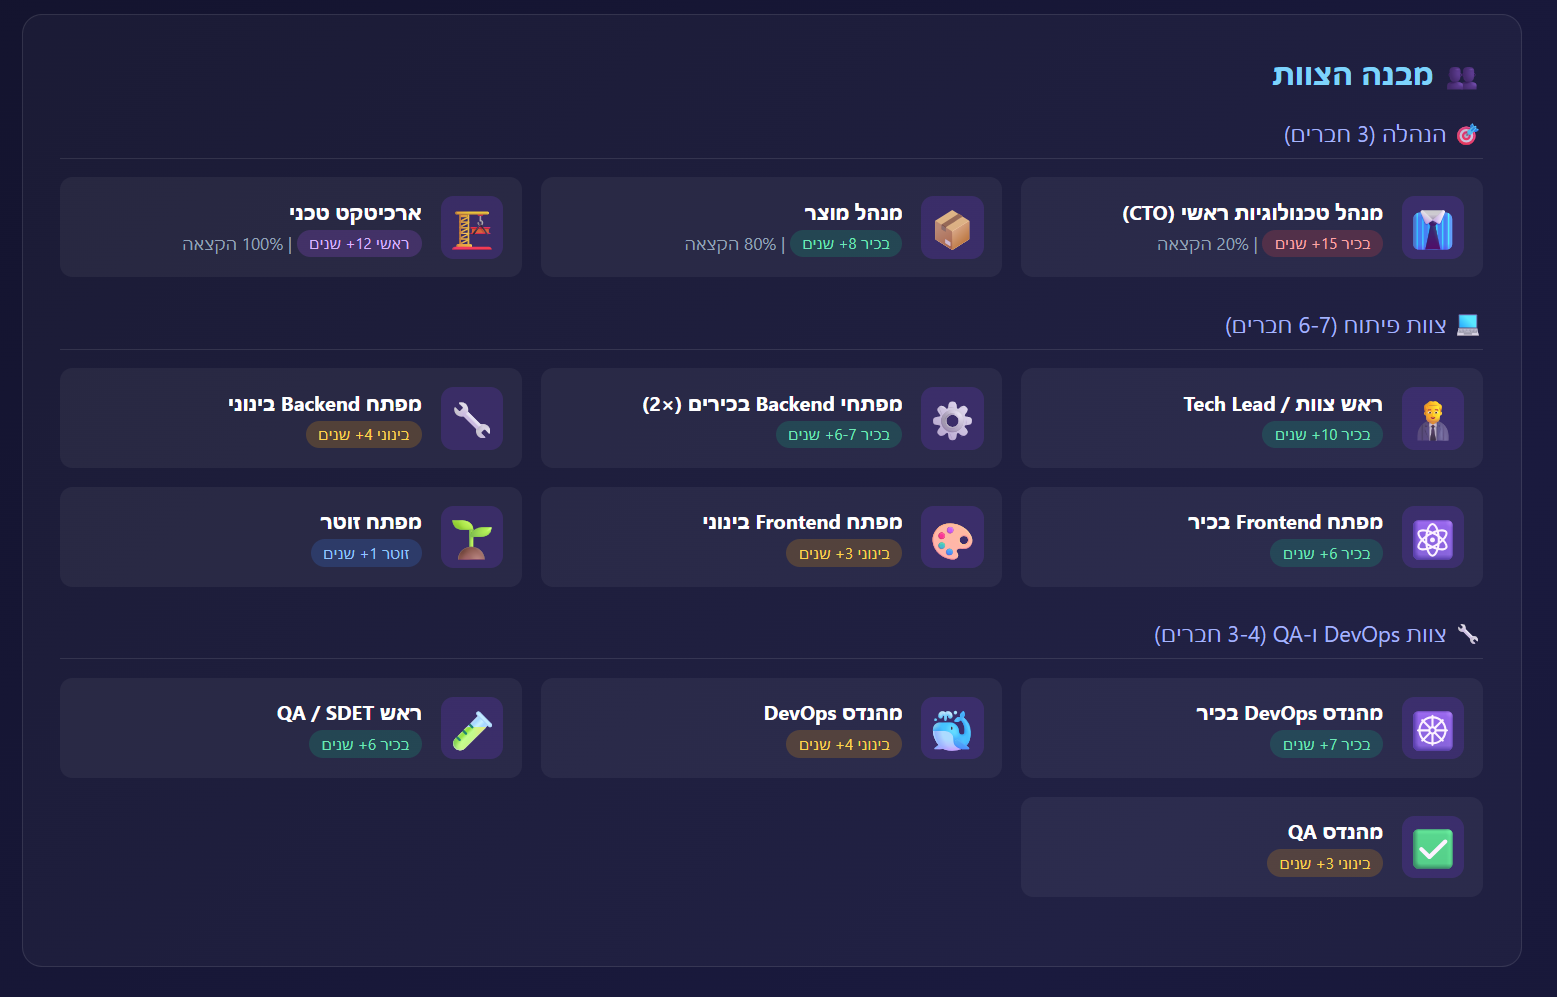 מבנה הצוות
הנהלה (3 חברים)
מנהל טכנולוגיות ראשי (CTO)
בכיר 15+ שנים | 20% הקצאה
מנהל מוצר
בכיר 8+ שנים | 80% הקצאה
ארכיטקט טכני
ראשי 12+ שנים | 100% הקצאה
צוות פיתוח (6-7 חברים)
ראש צוות / Tech Lead
בכיר 10+ שנים
מפתחי Backend בכירים (×2)
בכיר 6-7+ שנים
מפתח Backend בינוני
בינוני 4+ שנים
מפתח Frontend בכיר
בכיר 6+ שנים
מפתח Frontend בינוני
בינוני 3+ שנים
מפתח זוטר
זוטר 1+ שנים
צוות DevOps ו-QA (3-4 חברים)
מהנדס DevOps בכיר
בכיר 7+ שנים
מהנדס DevOps
בינוני 4+ שנים
ראש QA / SDET
בכיר 6+ שנים
מהנדס QA
בינוני 3+ שנים